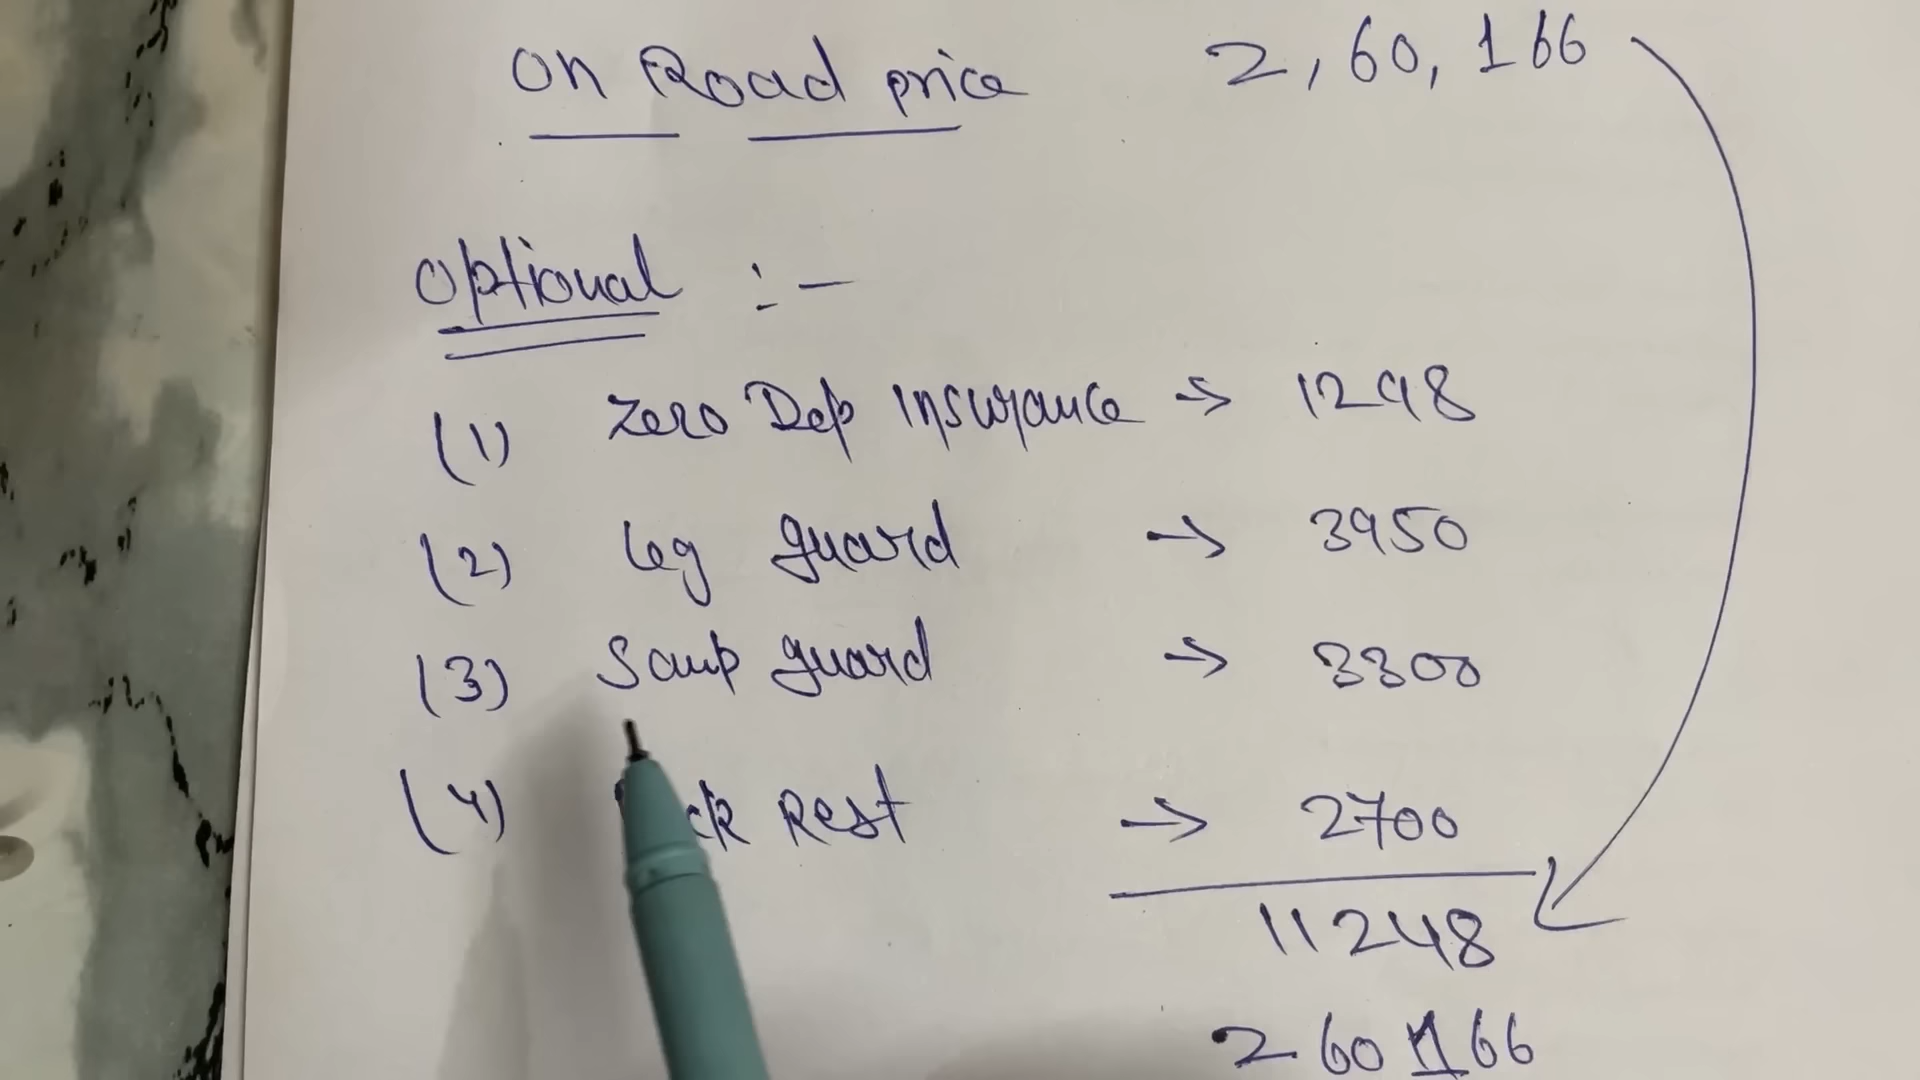 On Road price 2,60,166
Optional :-
(1) Zero Dep Insurance → 1298
(2) Leg guard → 3950
(3) Samp guard → 3300
(4) Rest → 2700
11248
260166